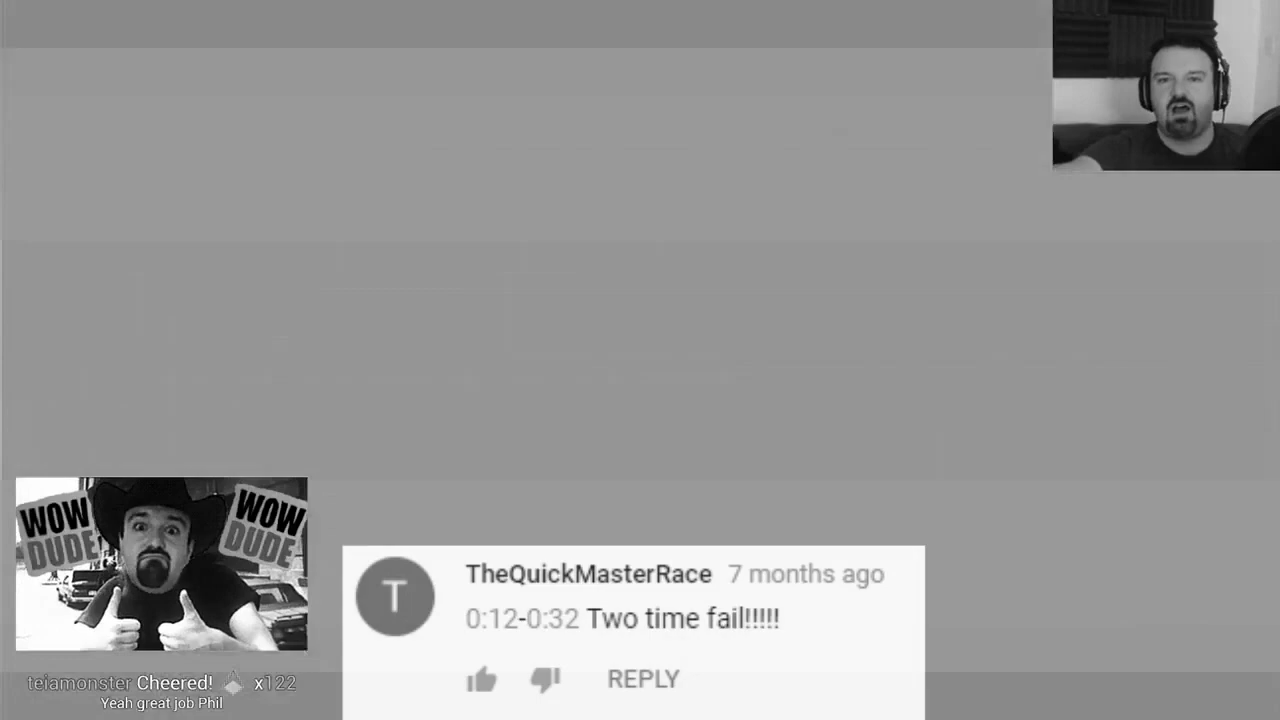 WOW
DUDE
WOW
DUDE
teiamonster Cheered! x122
Yeah great job Phil
T
TheQuickMasterRace 7 months ago
0:12-0:32 Two time fail!!!!!
REPLY